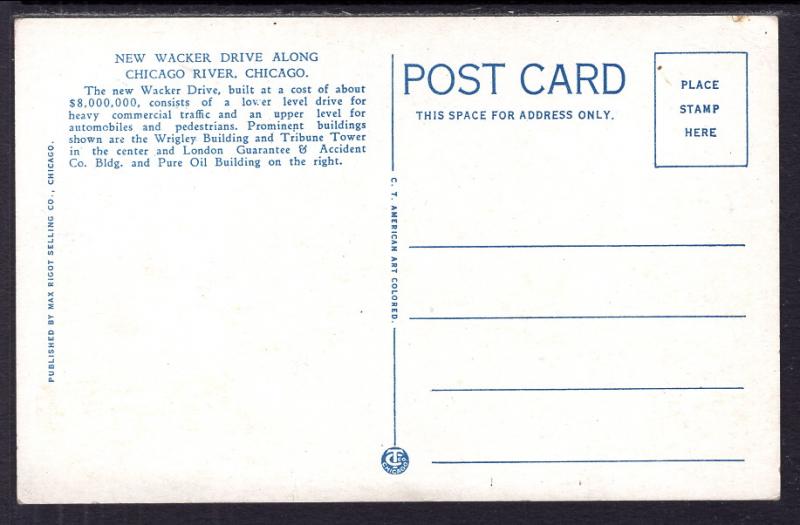 NEW WACKER DRIVE ALONG
CHICAGO RIVER, CHICAGO.
The new Wacker Drive, built at a cost of about
$8,000,000, consists of a lower level drive for
heavy commercial traffic and an upper level for
automobiles and pedestrians. Prominent buildings
shown are the Wrigley Building and Tribune Tower
in the center and London Guarantee & Accident
Co. Bldg. and Pure Oil Building on the right.
PUBLISHED BY MAX RIGOT SELLING CO., CHICAGO.
C. T. AMERICAN ART COLORED.
CT
CHICAGO
POST CARD
THIS SPACE FOR ADDRESS ONLY.
PLACE
STAMP
HERE